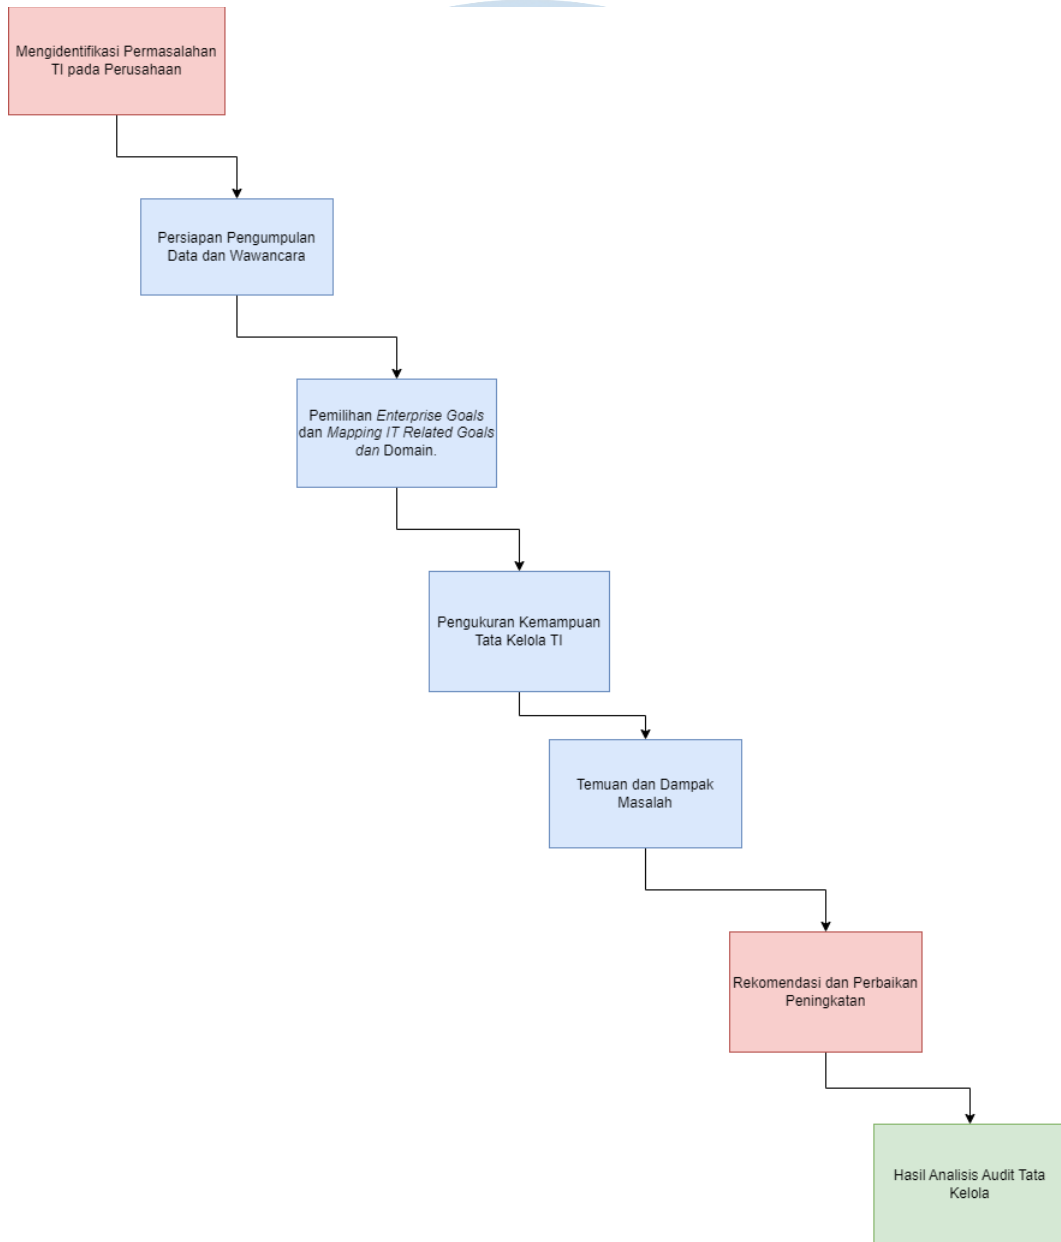 Mengidentifikasi Permasalahan
TI pada Perusahaan
Persiapan Pengumpulan
Data dan Wawancara
Pemilihan Enterprise Goals
dan Mapping IT Related Goals
dan Domain.
Pengukuran Kemampuan
Tata Kelola TI
Temuan dan Dampak
Masalah
Rekomendasi dan Perbaikan
Peningkatan
Hasil Analisis Audit Tata
Kelola